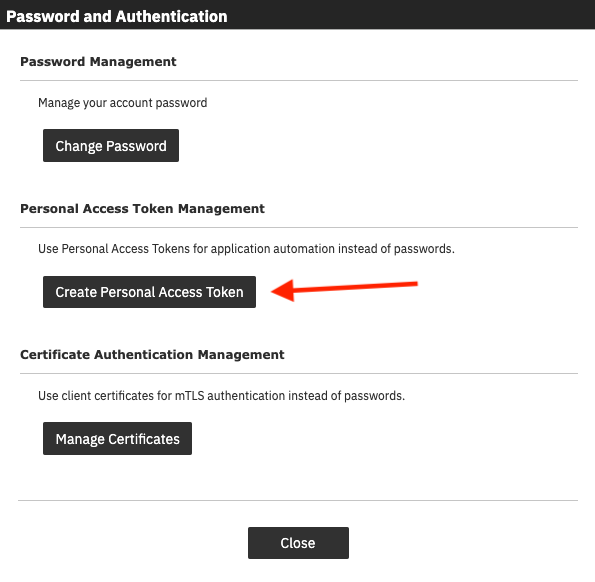 Password and Authentication
Password Management
Manage your account password
Change Password
Personal Access Token Management
Use Personal Access Tokens for application automation instead of passwords.
Create Personal Access Token
Certificate Authentication Management
Use client certificates for mTLS authentication instead of passwords.
Manage Certificates
Close